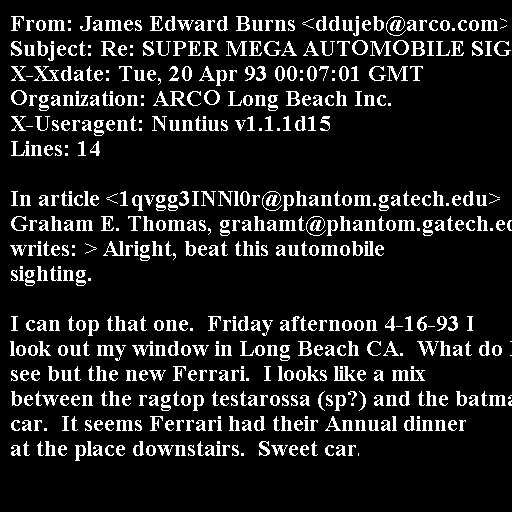 From: James Edward Burns <ddujeb@arco.com>
Subject: Re: SUPER MEGA AUTOMOBILE SIG
X-Xxdate: Tue, 20 Apr 93 00:07:01 GMT
Organization: ARCO Long Beach Inc.
X-Useragent: Nuntius v1.1.1d15
Lines: 14

In article <1qvgg3INNl0r@phantom.gatech.edu>
Graham E. Thomas, grahamt@phantom.gatech.ed
writes: > Alright, beat this automobile
sighting.

I can top that one.  Friday afternoon 4-16-93 I
look out my window in Long Beach CA.  What do I
see but the new Ferrari.  I looks like a mix
between the ragtop testarossa (sp?) and the batma
car.  It seems Ferrari had their Annual dinner
at the place downstairs.  Sweet car.